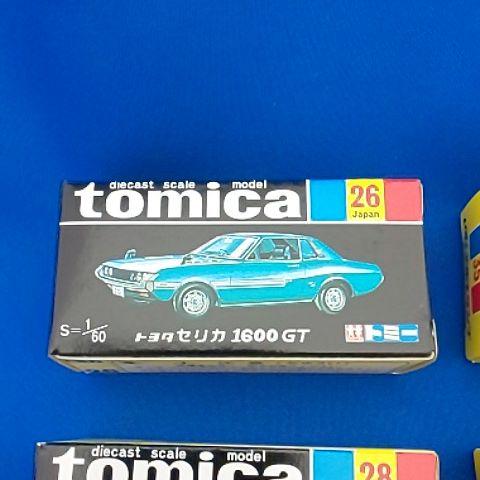 diecast scale model
tomica
26
Japan
S=1/60
トヨタセリカ 1600GT
35
diecast scale model
tomica
28